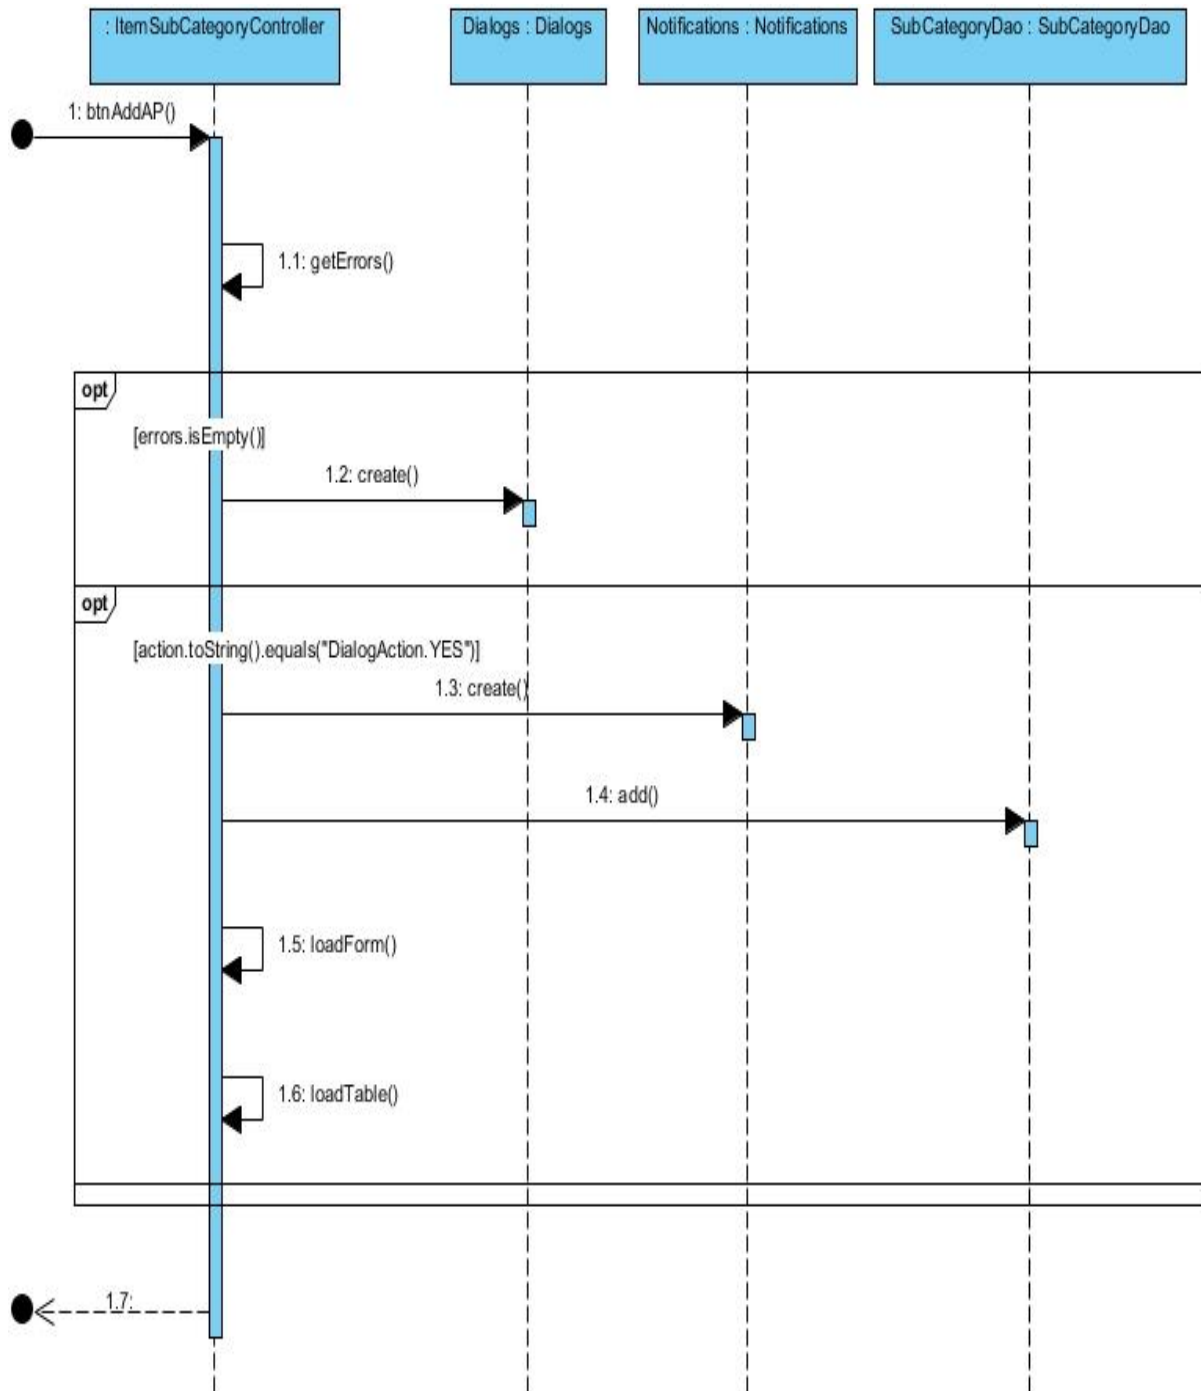 : ItemSubCategoryController
Dialogs : Dialogs
Notifications : Notifications
SubCategoryDao : SubCategoryDao
1: btnAddAP()
1.1: getErrors()
opt
[errors.isEmpty()]
1.2: create()
opt
[action.toString().equals("DialogAction.YES")]
1.3: create()
1.4: add()
1.5: loadForm()
1.6: loadTable()
1.7: